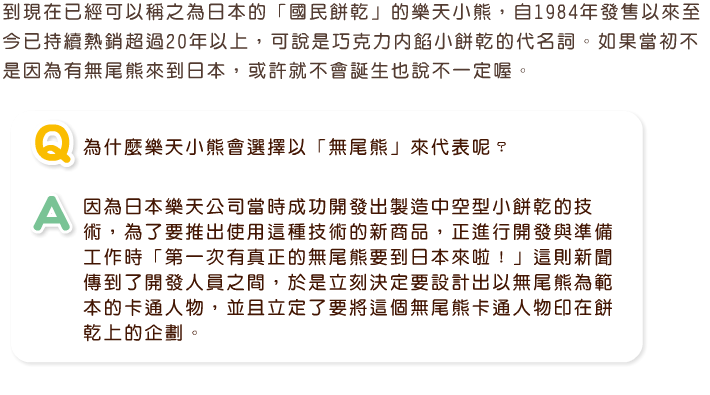 到現在已經可以稱之為日本的「國民餅乾」的樂天小熊，自1984年發售以來至
今已持續熱銷超過20年以上，可說是巧克力內餡小餅乾的代名詞。如果當初不
是因為有無尾熊來到日本，或許就不會誕生也說不一定喔。
Q 為什麼樂天小熊會選擇以「無尾熊」來代表呢？
A 因為日本樂天公司當時成功開發出製造中空型小餅乾的技
術，為了要推出使用這種技術的新商品，正進行開發與準備
工作時「第一次有真正的無尾熊要到日本來啦！」這則新聞
傳到了開發人員之間，於是立刻決定要設計出以無尾熊為範
本的卡通人物，並且立定了要將這個無尾熊卡通人物印在餅
乾上的企劃。